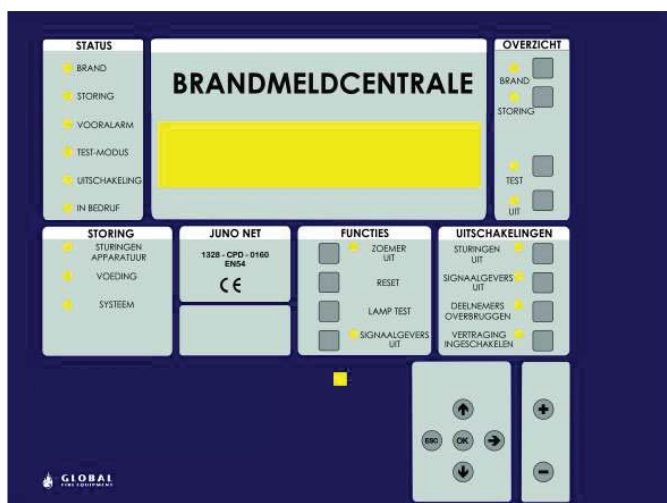 STATUS
BRAND
STORING
VOORALARM
TEST-MODUS
UITSCHAKELING
IN BEDRIJF
BRANDMELDCENTRALE
OVERZICHT
BRAND
STORING
TEST
UIT
STORING
STURINGEN
APPARATUUR
VOEDING
SYSTEEM
JUNO NET
1328 - CPD - 0160
EN54
CE
FUNCTIES
ZOEMER
UIT
RESET
LAMP TEST
SIGNAALGEVERS
UIT
UITSCHAKELINGEN
STURINGEN
UIT
SIGNAALGEVERS
UIT
DEELNEMERS
OVERBRUGGEN
VERTRAGING
INGESCHAKELEN
ESC
OK
GLOBAL
FIRE EQUIPMENT